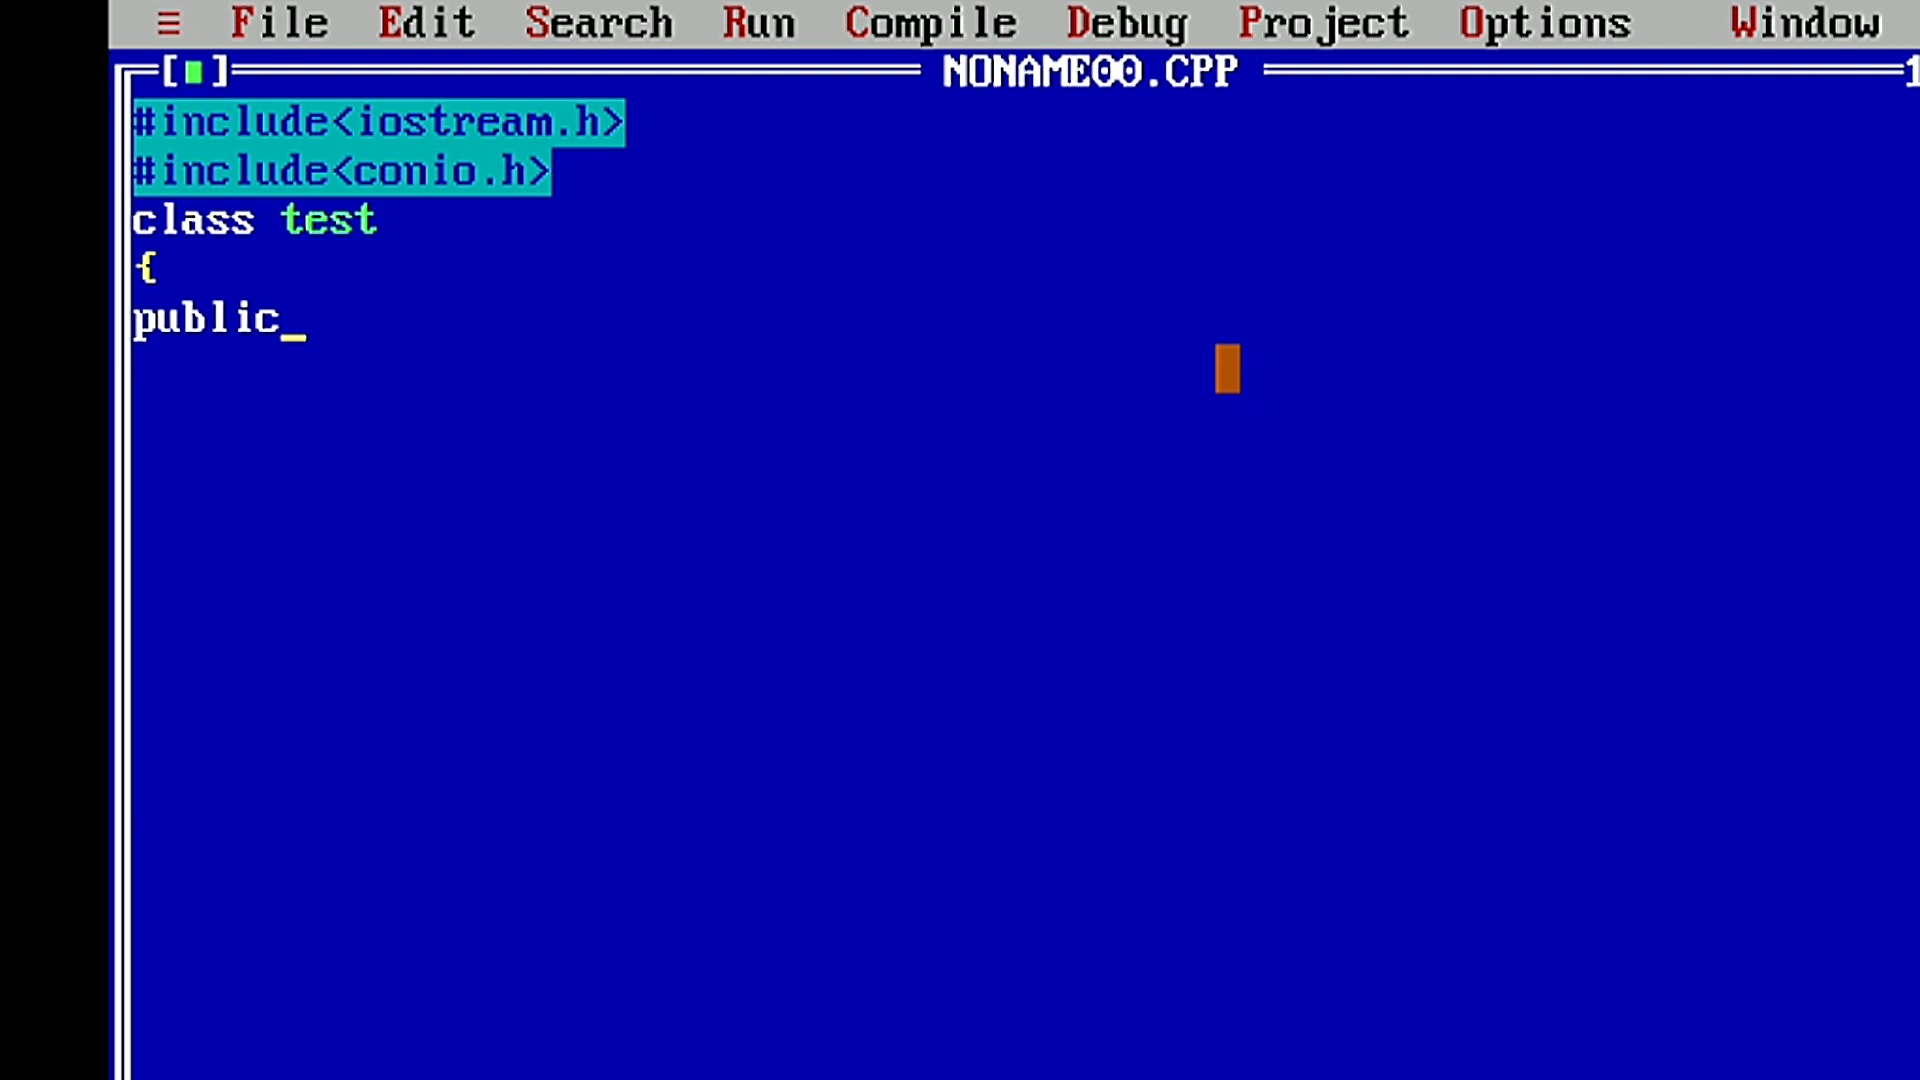 ≡ File Edit Search Run Compile Debug Project Options Window
[■] NONAME00.CPP 1
#include<iostream.h>
#include<conio.h>
class test
{
public_